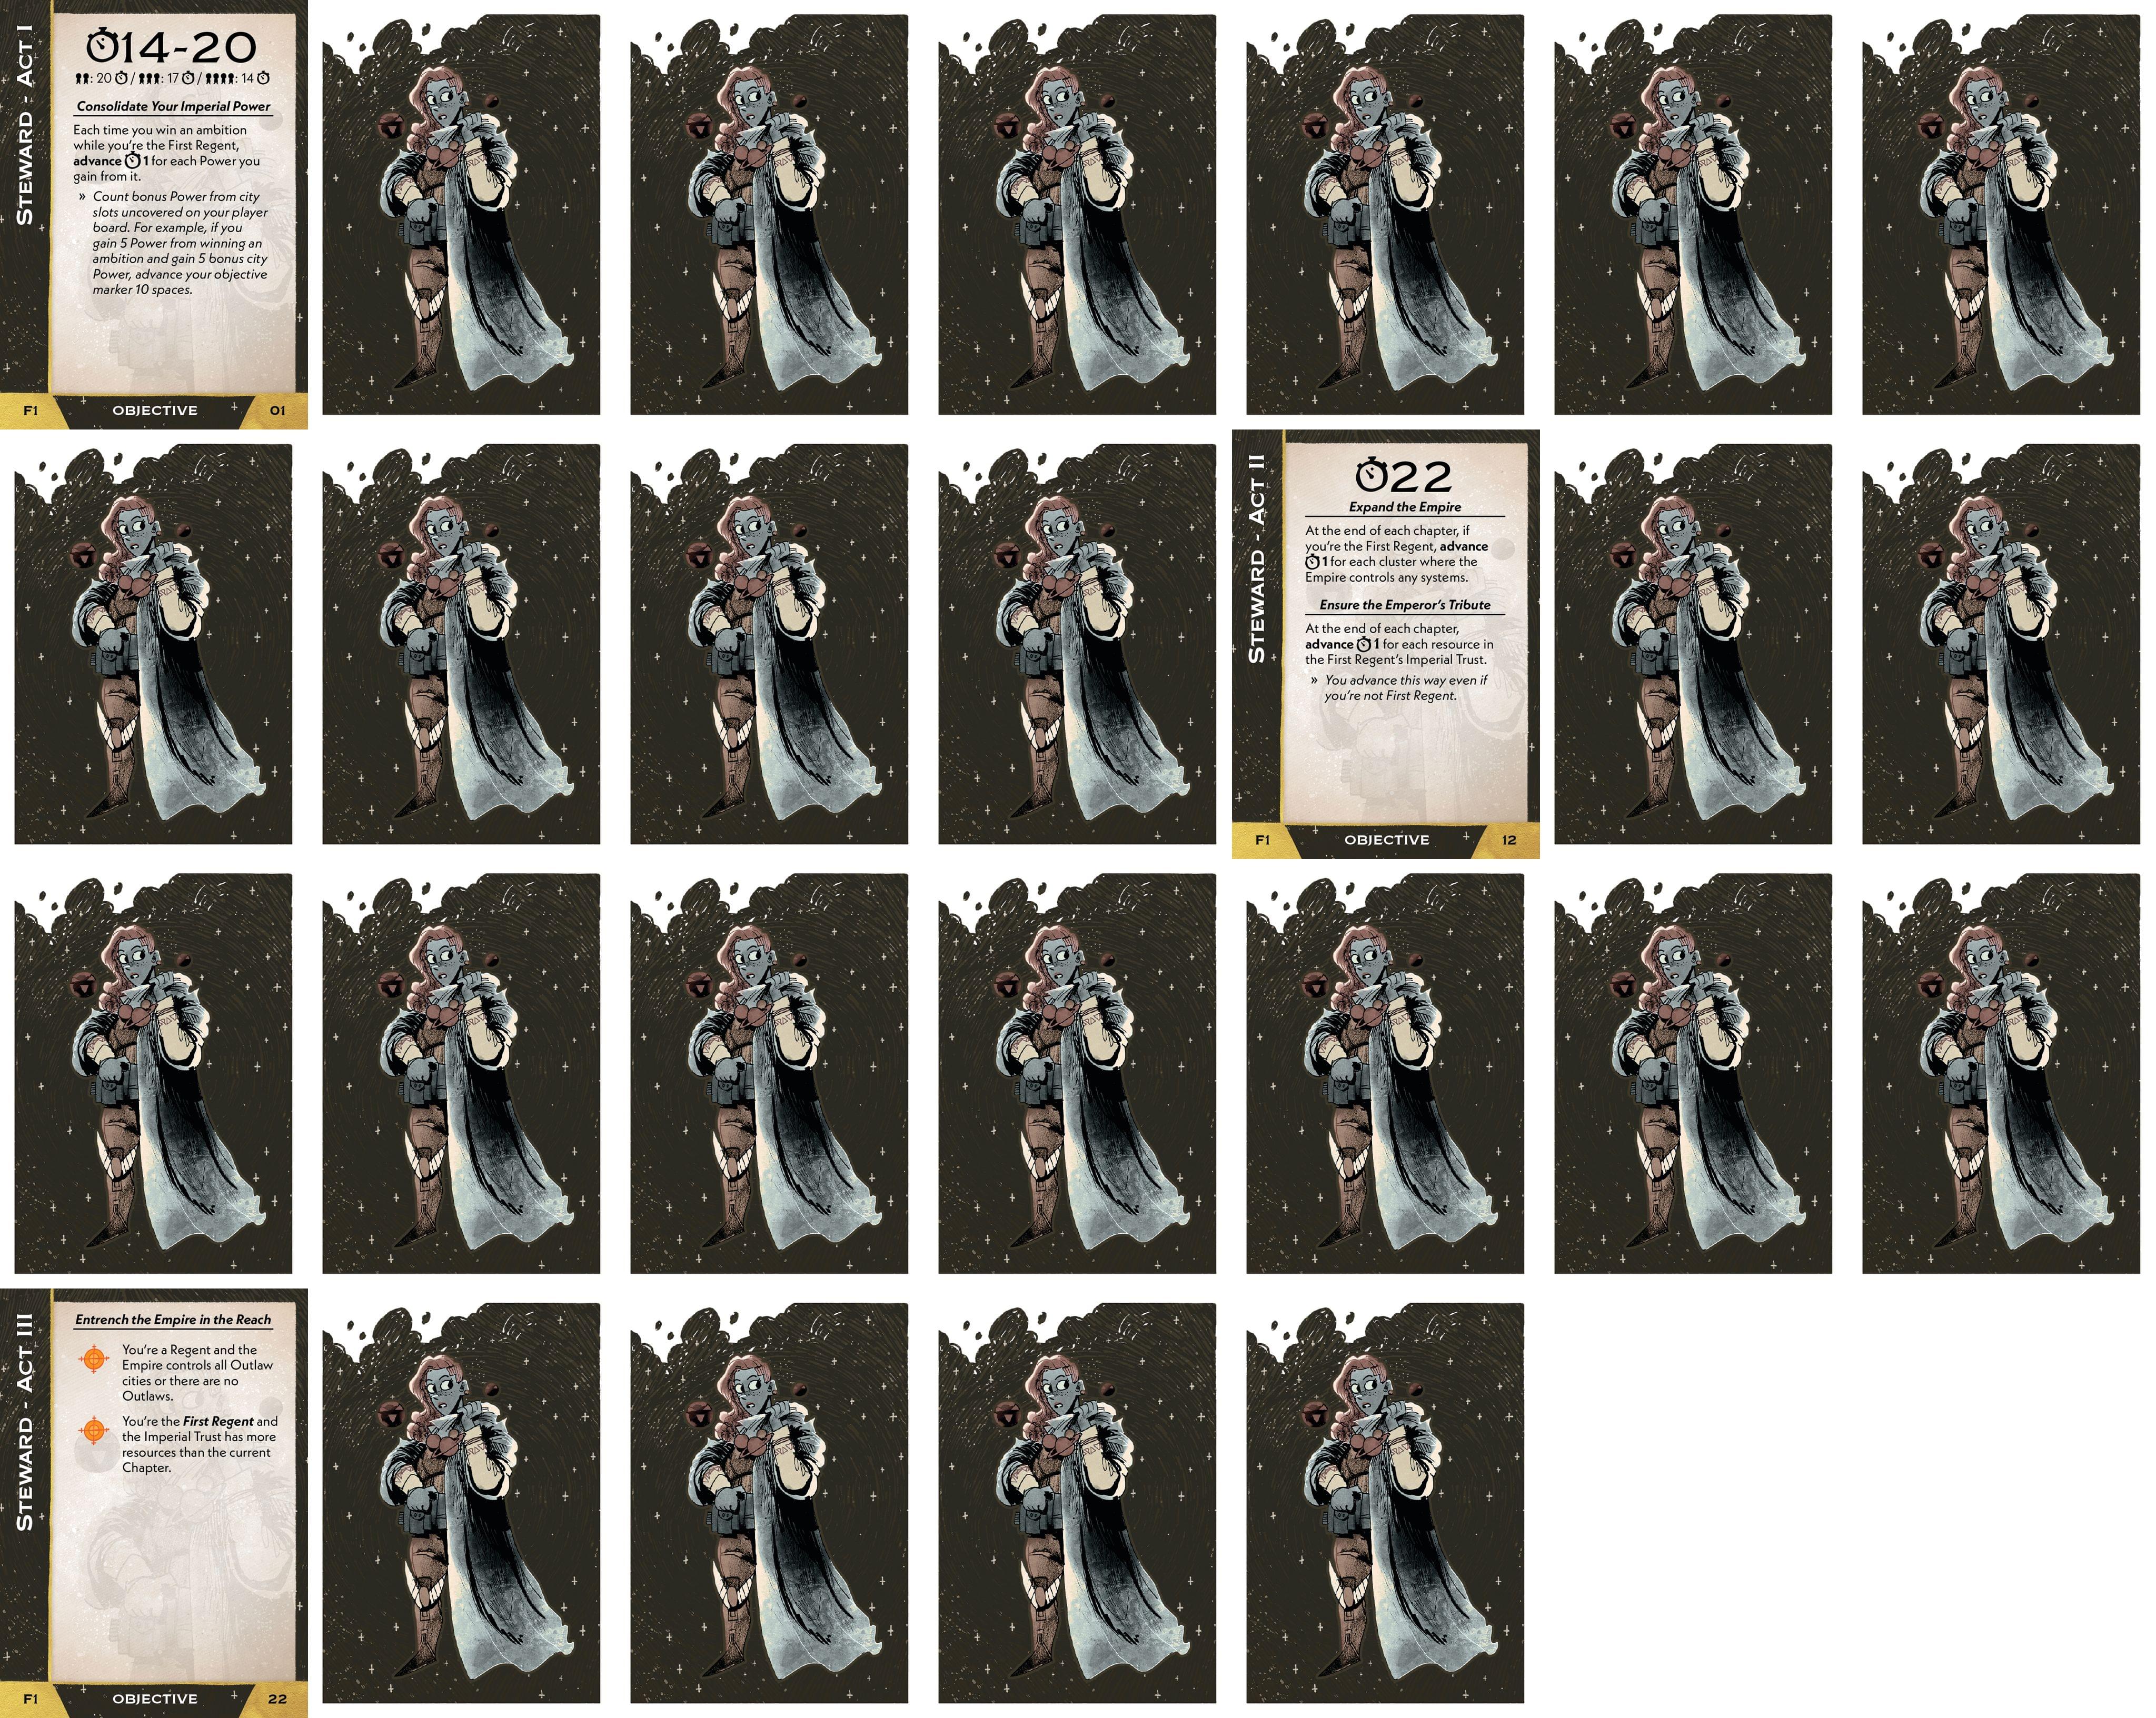 STEWARD - ACT I
14-20
: 20 / : 17 / : 14
Consolidate Your Imperial Power
Each time you win an ambition
while you're the First Regent,
advance 1 for each Power you
gain from it.
» Count bonus Power from city
slots uncovered on your player
board. For example, if you
gain 5 Power from winning an
ambition and gain 5 bonus city
Power, advance your objective
marker 10 spaces.
F1 OBJECTIVE 01
STEWARD - ACT II
22
Expand the Empire
At the end of each chapter, if
you're the First Regent, advance
1 for each cluster where the
Empire controls any systems.
Ensure the Emperor's Tribute
At the end of each chapter,
advance 1 for each resource in
the First Regent's Imperial Trust.
» You advance this way even if
you're not First Regent.
F1 OBJECTIVE 12
STEWARD - ACT III
Entrench the Empire in the Reach
You're a Regent and the
Empire controls all Outlaw
cities or there are no
Outlaws.
You're the First Regent and
the Imperial Trust has more
resources than the current
Chapter.
F1 OBJECTIVE 22